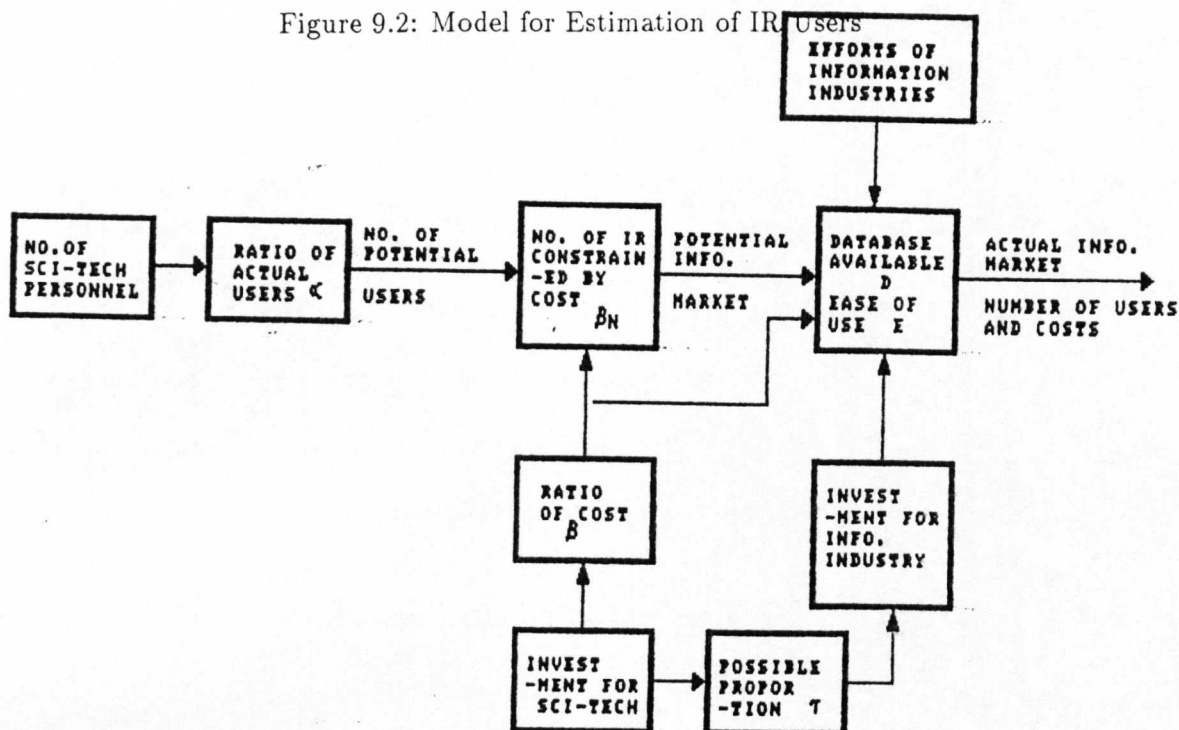 Figure 9.2: Model for Estimation of IR Users
EFFORTS OF
INFORMATION
INDUSTRIES
NO.OF
SCI-TECH
PERSONNEL
RATIO OF
ACTUAL
USERS α
NO. OF
POTENTIAL
USERS
NO. OF IR
CONSTRAIN
-ED BY
COST
βN
POTENTIAL
INFO.
MARKET
DATABASE
AVAILABLE
D
EASE OF
USE E
ACTUAL INFO.
MARKET
NUMBER OF USERS
AND COSTS
RATIO
OF COST
β
INVEST
-MENT FOR
INFO.
INDUSTRY
INVEST
-MENT FOR
SCI-TECH
POSSIBLE
PROPOR
-TION τ